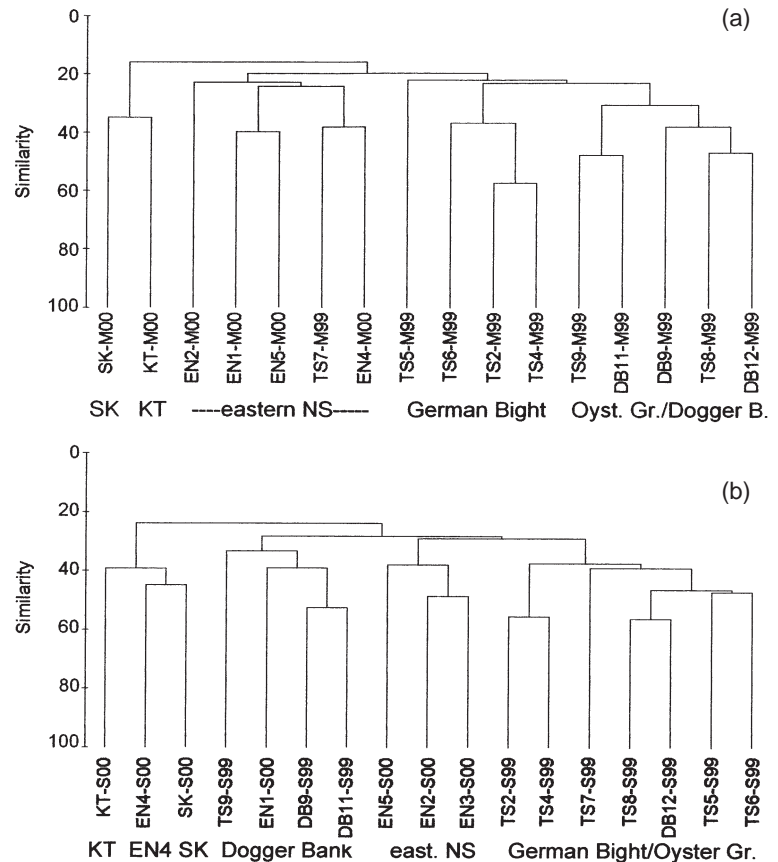 (a)
0
20
40
60
80
100
Similarity
SK-M00
KT-M00
EN2-M00
EN1-M00
EN5-M00
TS7-M99
EN4-M00
TS5-M99
TS6-M99
TS2-M99
TS4-M99
TS9-M99
DB11-M99
DB9-M99
TS8-M99
DB12-M99
SK KT ----eastern NS----- German Bight Oyst. Gr./Dogger B.
(b)
0
20
40
60
80
100
Similarity
KT-S00
EN4-S00
SK-S00
TS9-S99
EN1-S00
DB9-S99
DB11-S99
EN5-S00
EN2-S00
EN3-S00
TS2-S99
TS4-S99
TS7-S99
TS8-S99
DB12-S99
TS5-S99
TS6-S99
KT EN4 SK Dogger Bank east. NS German Bight/Oyster Gr.